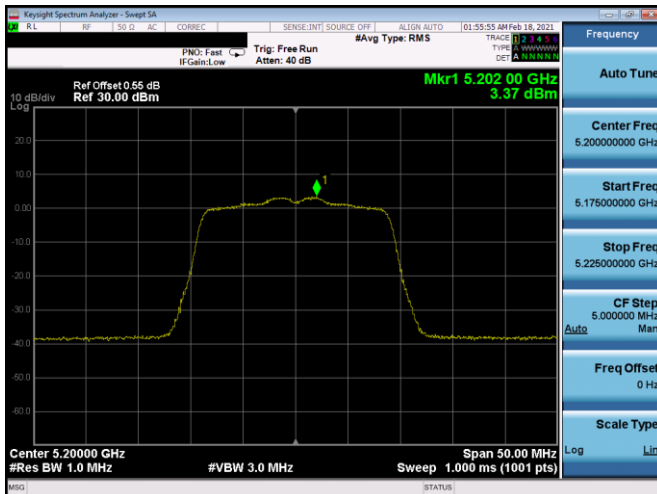 Keysight Spectrum Analyzer - Swept SA
RL RF 50 Ω AC CORREC SENSE:INT SOURCE OFF ALIGN AUTO 01:55:55 AM Feb 18, 2021
#Avg Type: RMS
TRACE 1 2 3 4 5 6
PNO: Fast
Trig: Free Run
TYPE A WWWWW
IFGain:Low
Atten: 40 dB
DET A N N N N N
Ref Offset 0.55 dB
Mkr1 5.202 00 GHz
10 dB/div
Ref 30.00 dBm
3.37 dBm
Log
20.0
10.0
1
0.00
-10.0
-20.0
-30.0
-40.0
-50.0
-60.0
Center 5.20000 GHz
Span 50.00 MHz
#Res BW 1.0 MHz
#VBW 3.0 MHz
Sweep 1.000 ms (1001 pts)
MSG
STATUS
Frequency
Auto Tune
Center Freq
5.200000000 GHz
Start Freq
5.175000000 GHz
Stop Freq
5.225000000 GHz
CF Step
5.000000 MHz
Auto Man
Freq Offset
0 Hz
Scale Type
Log Lin